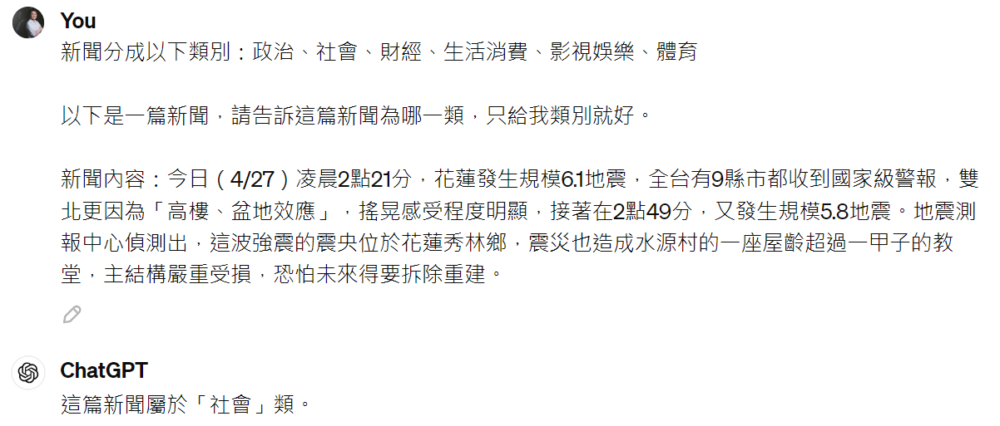 You
新聞分成以下類別：政治、社會、財經、生活消費、影視娛樂、體育
以下是一篇新聞，請告訴這篇新聞為哪一類，只給我類別就好。
新聞內容：今日（4/27）凌晨2點21分，花蓮發生規模6.1地震，全台有9縣市都收到國家級警報，雙
北更因為「高樓、盆地效應」，搖晃感受程度明顯，接著在2點49分，又發生規模5.8地震。地震測
報中心偵測出，這波強震的震央位於花蓮秀林鄉，震災也造成水源村的一座屋齡超過一甲子的教
堂，主結構嚴重受損，恐怕未來得要拆除重建。
ChatGPT
這篇新聞屬於「社會」類。